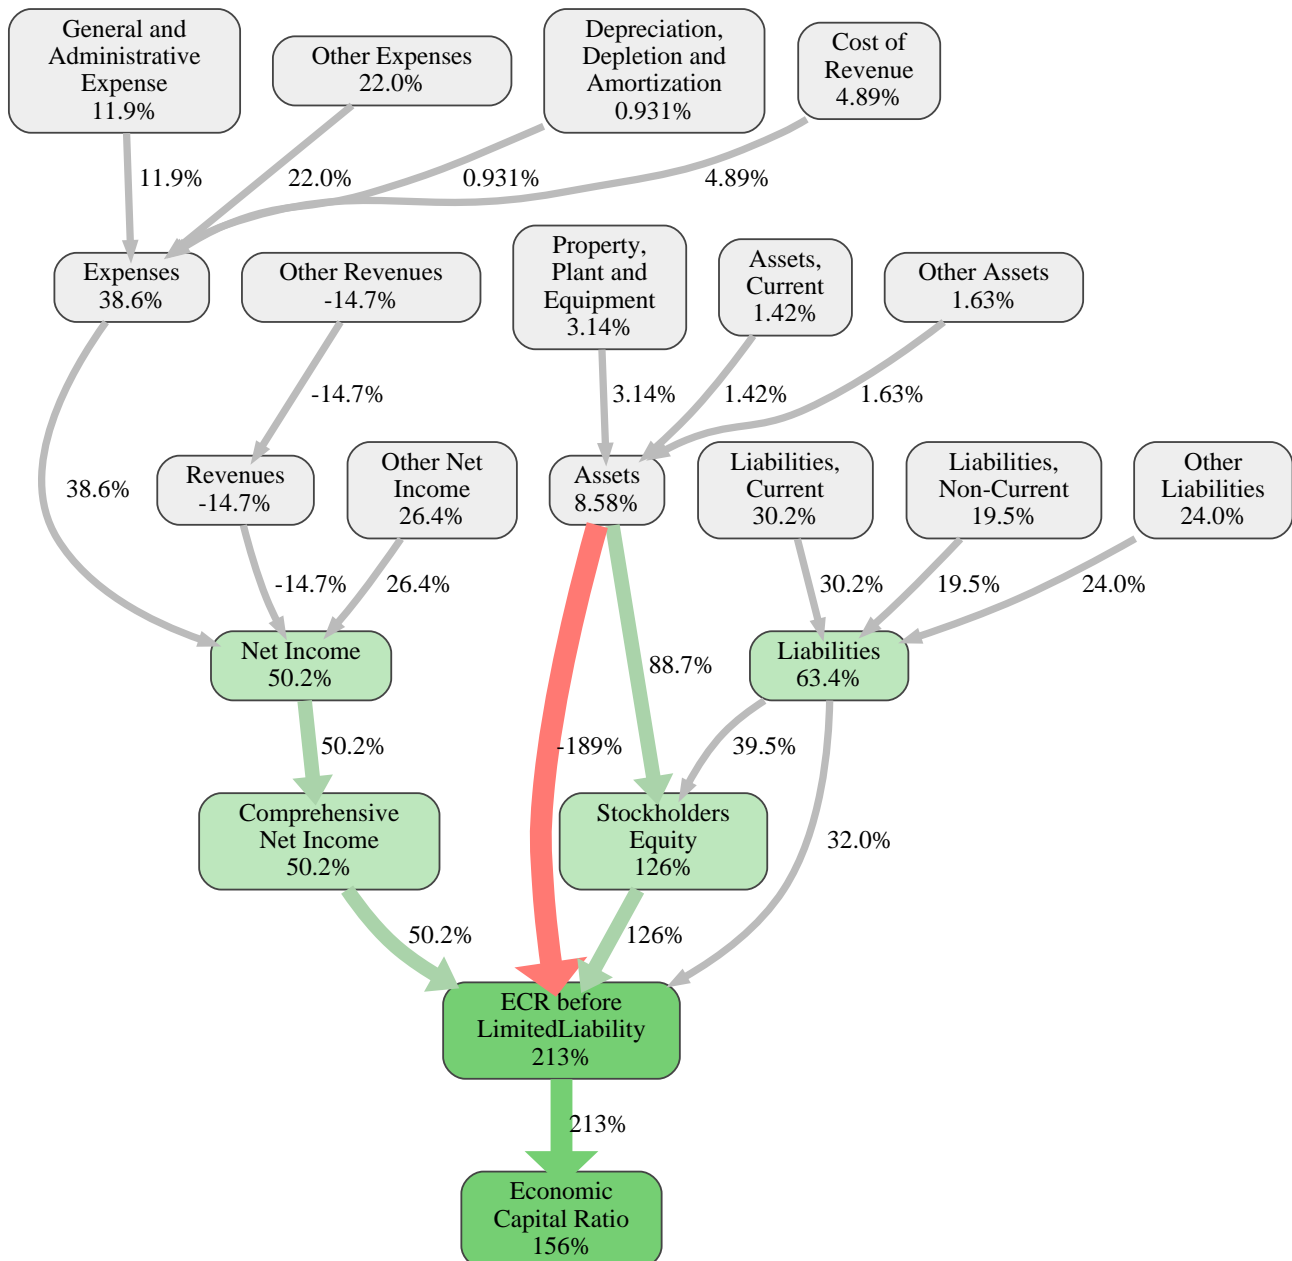 General and
Administrative
Expense
11.9%
Other Expenses
22.0%
Depreciation,
Depletion and
Amortization
0.931%
Cost of
Revenue
4.89%
11.9%
22.0%
0.931%
4.89%
Expenses
38.6%
Other Revenues
-14.7%
Property,
Plant and
Equipment
3.14%
Assets,
Current
1.42%
Other Assets
1.63%
-14.7%
3.14%
1.42%
1.63%
38.6%
Revenues
-14.7%
Other Net
Income
26.4%
Assets
8.58%
Liabilities,
Current
30.2%
Liabilities,
Non-Current
19.5%
Other
Liabilities
24.0%
-14.7%
26.4%
30.2%
19.5%
24.0%
Net Income
50.2%
88.7%
Liabilities
63.4%
50.2%
-189%
39.5%
Comprehensive
Net Income
50.2%
Stockholders
Equity
126%
32.0%
50.2%
126%
ECR before
LimitedLiability
213%
213%
Economic
Capital Ratio
156%